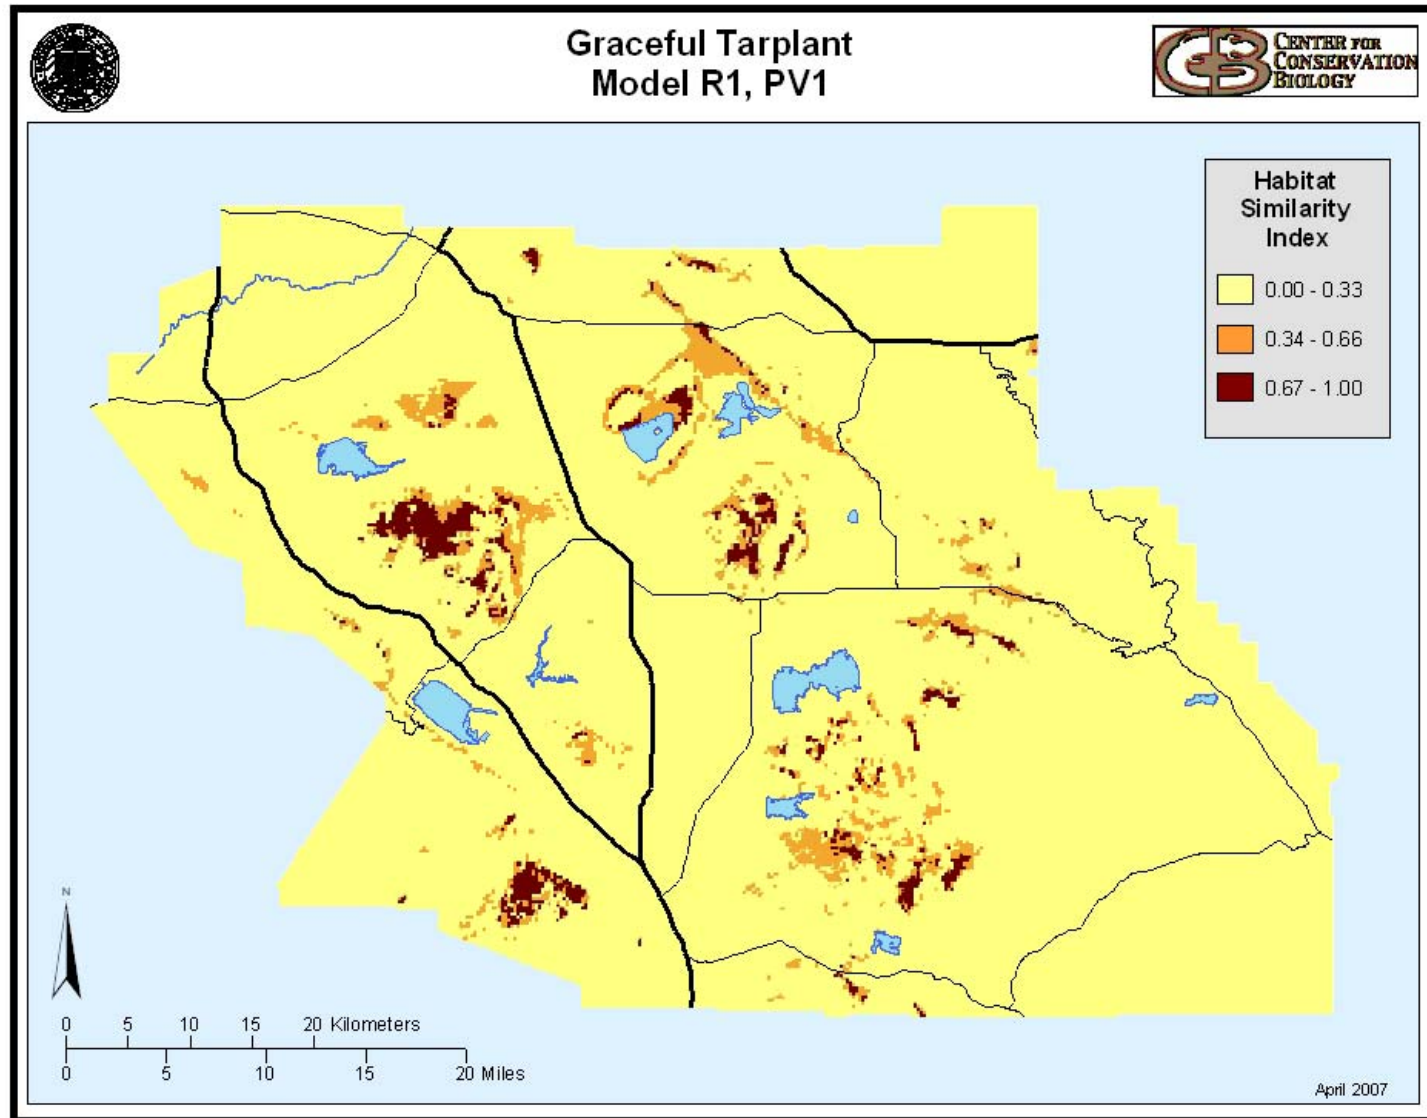 Graceful Tarplant
Model R1, PV1
CENTER FOR
CONSERVATION
BIOLOGY
Habitat
Similarity
Index
0.00 - 0.33
0.34 - 0.66
0.67 - 1.00
N
0 5 10 15 20 Kilometers
0 5 10 15 20 Miles
April 2007